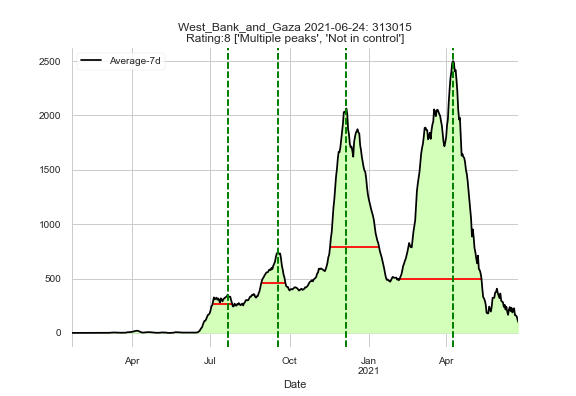 West_Bank_and_Gaza 2021-06-24: 313015
Rating:8 ['Multiple peaks', 'Not in control']
Average-7d
2500
2000
1500
1000
500
0
Apr
Jul
Oct
Jan
2021
Apr
Date